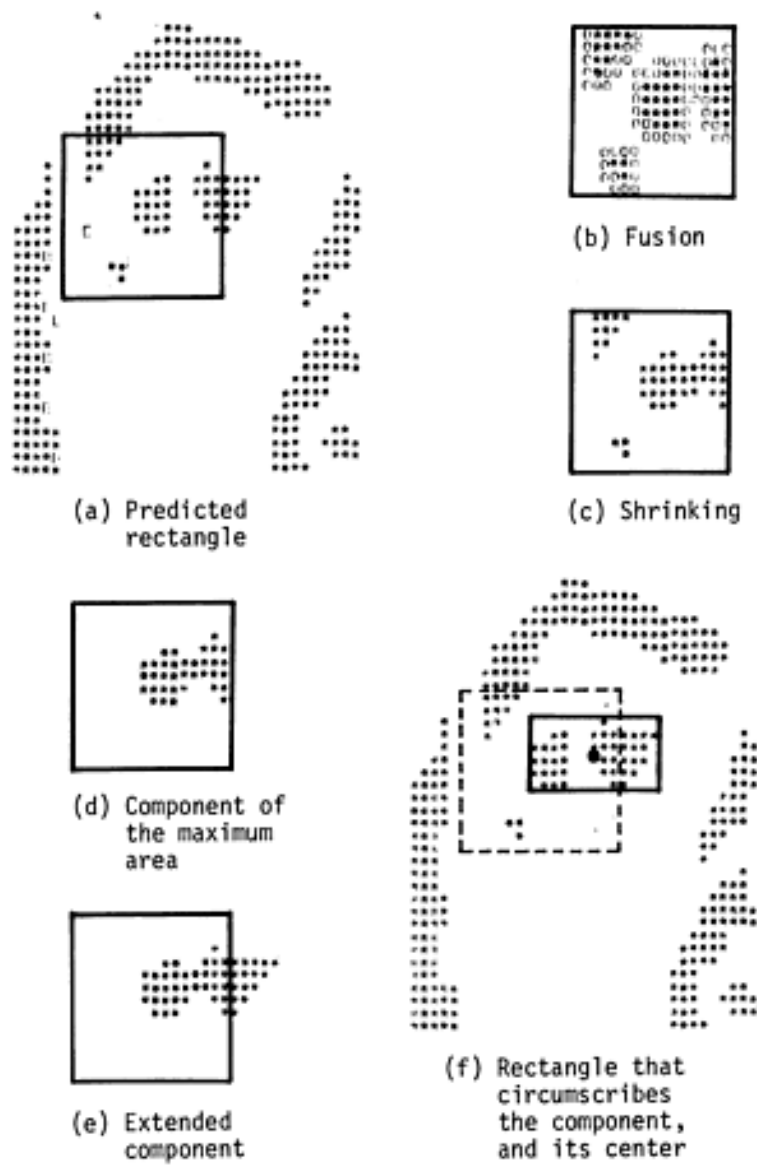 (a) Predicted
rectangle
(b) Fusion
(c) Shrinking
(d) Component of
the maximum
area
(e) Extended
component
(f) Rectangle that
circumscribes
the component,
and its center